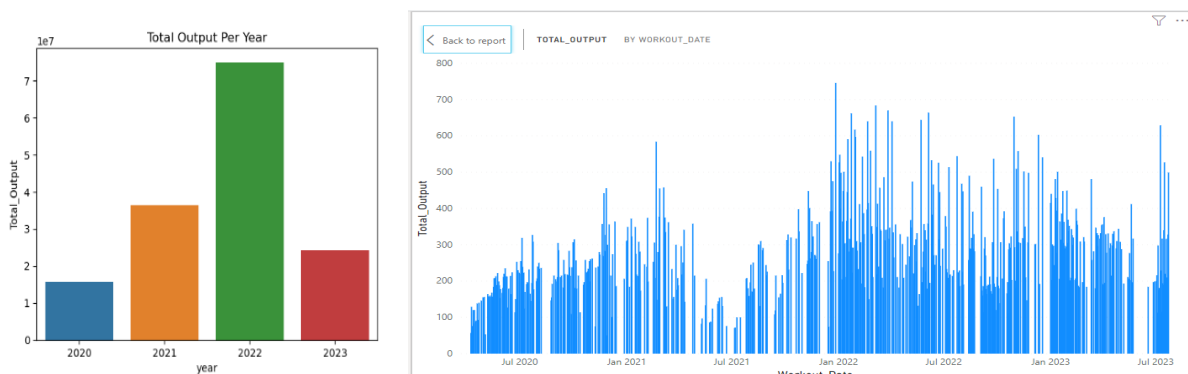 Total Output Per Year
1e7
7
6
5
4
3
2
1
0
Total_Output
2020 2021 2022 2023
year
Back to report TOTAL_OUTPUT BY WORKOUT_DATE
800
700
600
500
400
300
200
100
0
Total_Output
Jul 2020 Jan 2021 Jul 2021 Jan 2022 Jul 2022 Jan 2023 Jul 2023
Workout_Date